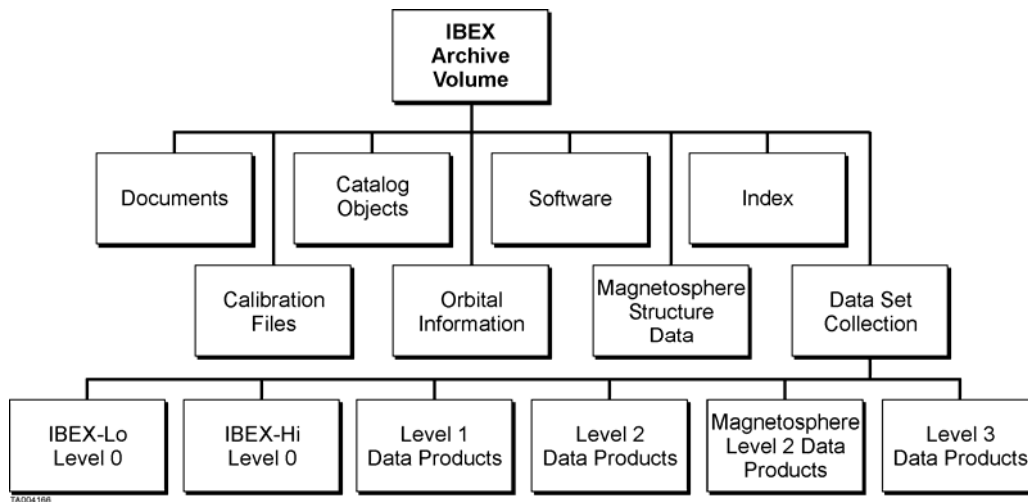 IBEX
Archive
Volume
Documents
Catalog
Objects
Software
Index
Calibration
Files
Orbital
Information
Magnetosphere
Structure
Data
Data Set
Collection
IBEX-Lo
Level 0
IBEX-Hi
Level 0
Level 1
Data Products
Level 2
Data Products
Magnetosphere
Level 2 Data
Products
Level 3
Data Products
TA004166